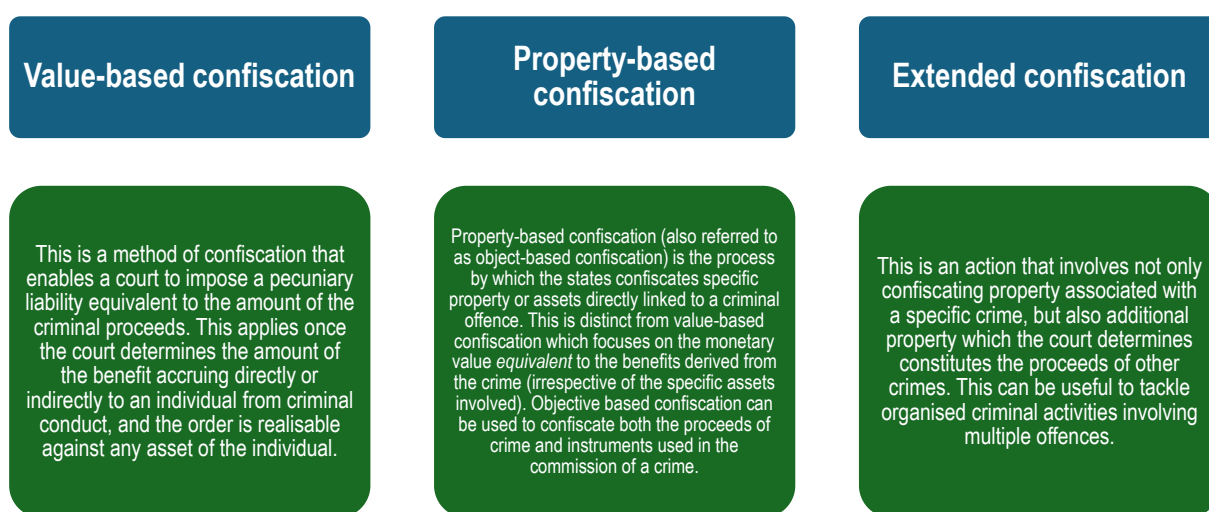 Value-based confiscation
This is a method of confiscation that
enables a court to impose a pecuniary
liability equivalent to the amount of the
criminal proceeds. This applies once
the court determines the amount of
the benefit accruing directly or
indirectly to an individual from criminal
conduct, and the order is realisable
against any asset of the individual.
Property-based
confiscation
Property-based confiscation (also referred to
as object-based confiscation) is the process
by which the states confiscates specific
property or assets directly linked to a criminal
offence. This is distinct from value-based
confiscation which focuses on the monetary
value equivalent to the benefits derived from
the crime (irrespective of the specific assets
involved). Objective based confiscation can
be used to confiscate both the proceeds of
crime and instruments used in the
commission of a crime.
Extended confiscation
This is an action that involves not only
confiscating property associated with
a specific crime, but also additional
property which the court determines
constitutes the proceeds of other
crimes. This can be useful to tackle
organised criminal activities involving
multiple offences.